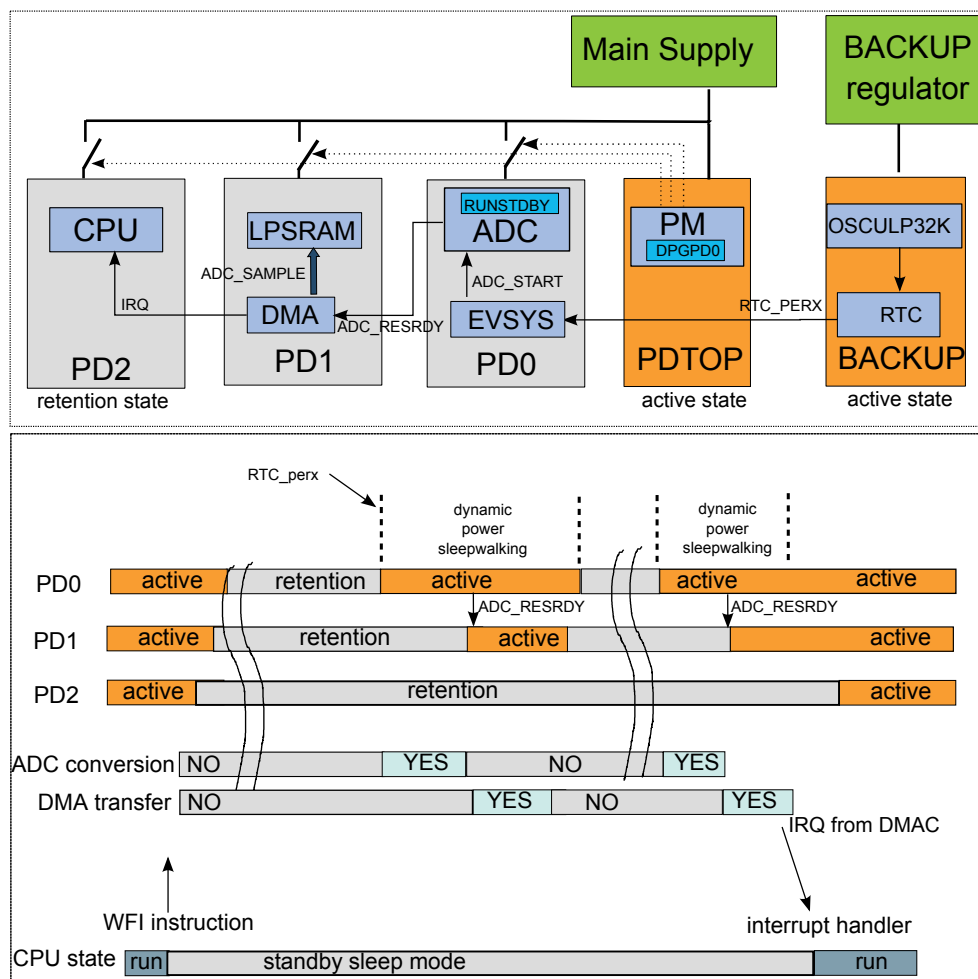 Main Supply
BACKUP
regulator
RUNSTDBY
CPU
LPSRAM
ADC
PM
DPGPD0
OSCULP32K
ADC_SAMPLE
ADC_START
IRQ
DMA
ADC_RESRDY
EVSYS
RTC_PERX
RTC
PD2
PD1
PD0
PDTOP
BACKUP
retention state
active state
active state
RTC_perx
dynamic
power
sleepwalking
dynamic
power
sleepwalking
PD0
active
retention
active
active
active
ADC_RESRDY
ADC_RESRDY
PD1
active
retention
active
active
PD2
active
retention
active
ADC conversion
NO
YES
NO
YES
DMA transfer
NO
YES
NO
YES
IRQ from DMAC
WFI instruction
interrupt handler
CPU state
run
standby sleep mode
run